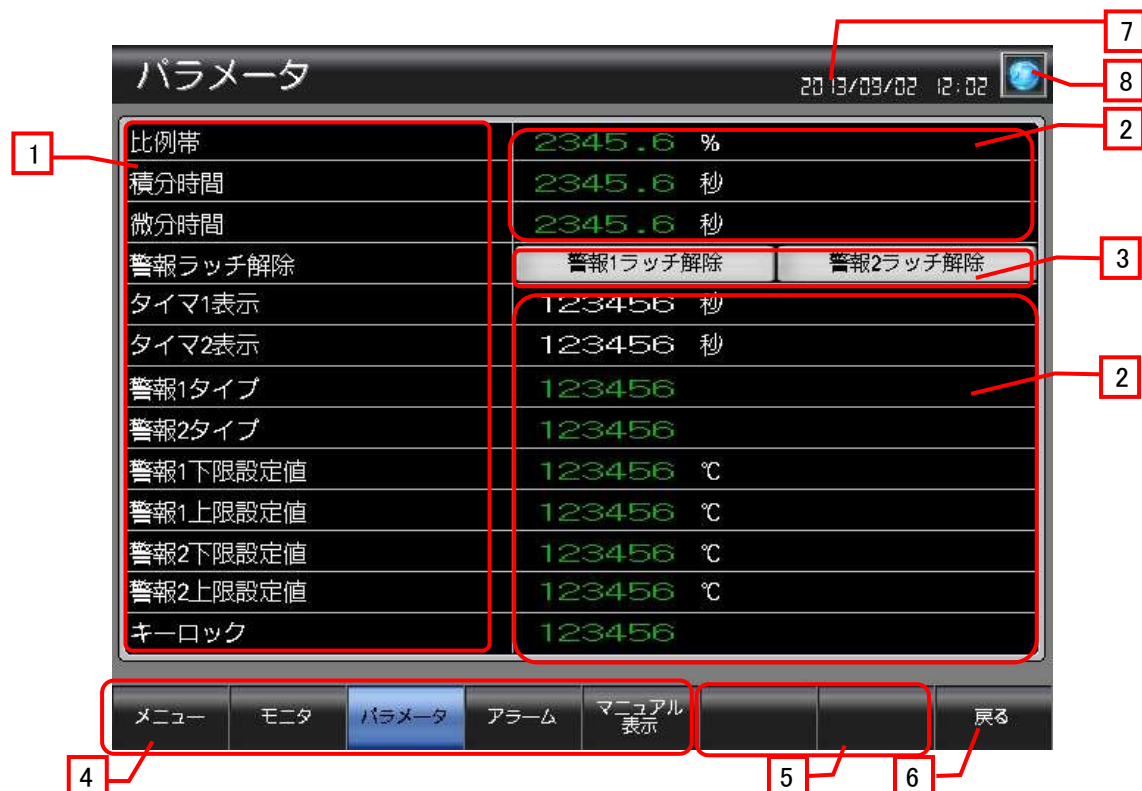 7
パラメータ
2013/09/02 12:02
8
1
2
比例帯 2345.6 %
積分時間 2345.6 秒
微分時間 2345.6 秒
警報ラッチ解除 警報1ラッチ解除 警報2ラッチ解除
3
タイマ1表示 123456 秒
タイマ2表示 123456 秒
警報1タイプ 123456
2
警報2タイプ 123456
警報1下限設定値 123456 ℃
警報1上限設定値 123456 ℃
警報2下限設定値 123456 ℃
警報2上限設定値 123456 ℃
キーロック 123456
メニュー モニタ パラメータ アラーム マニュアル
表示
戻る
4 5 6